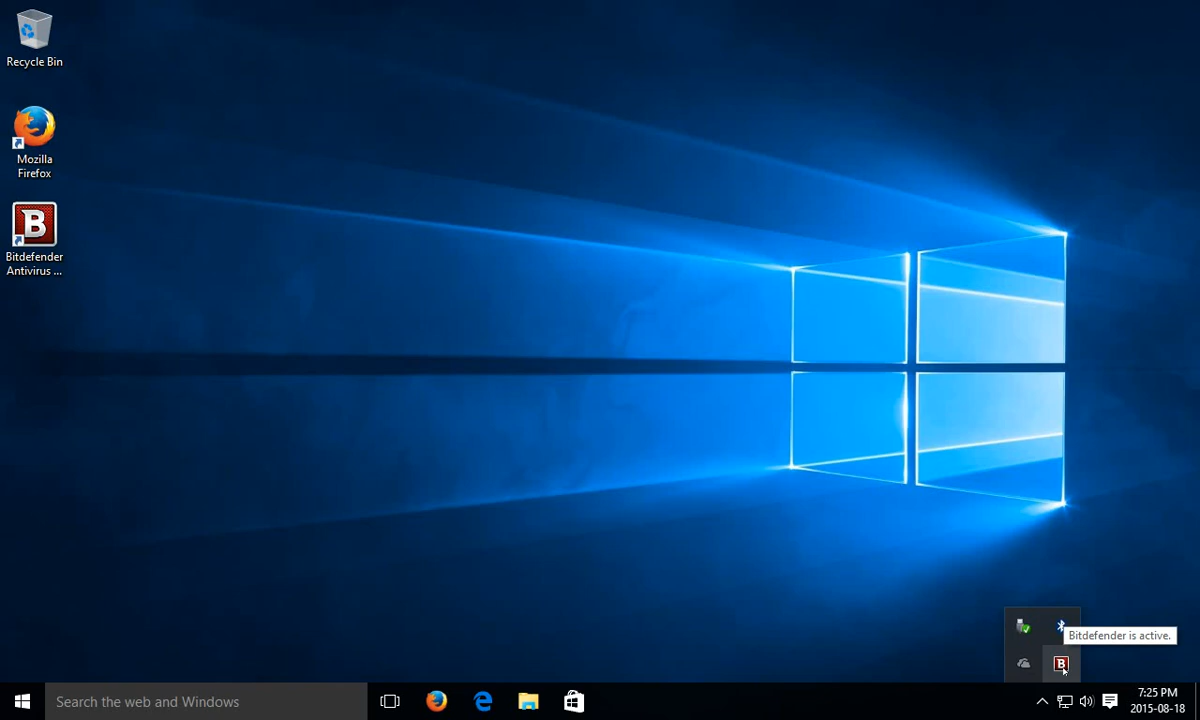 Recycle Bin
Mozilla
Firefox
B
Bitdefender
Antivirus ...
Bitdefender is active.
B
Search the web and Windows
7:25 PM
2015-08-18